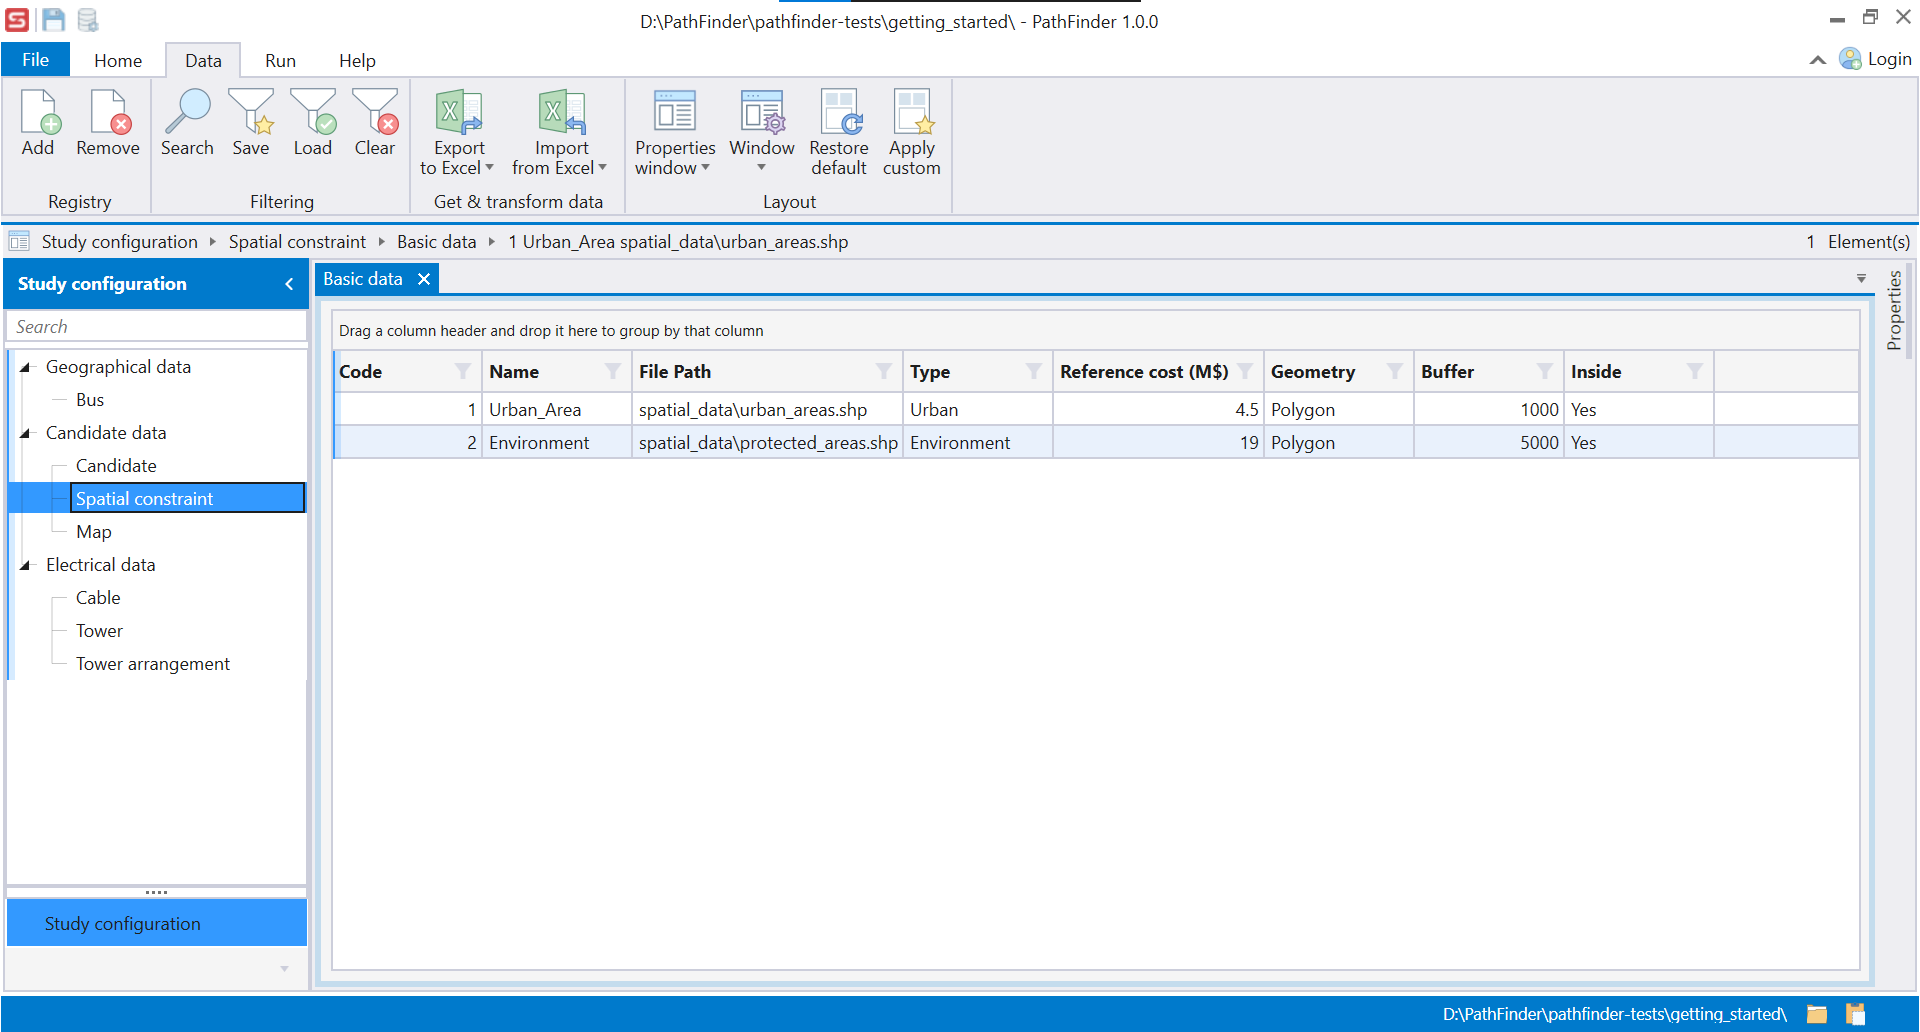 S
D:\PathFinder\pathfinder-tests\getting_started\ - PathFinder 1.0.0
File Home Data Run Help
Login
Add Remove Search Save Load Clear Export to Excel Import from Excel Properties window Window Restore default Apply custom
Registry Filtering Get & transform data Layout
Study configuration Spatial constraint Basic data 1 Urban_Area spatial_data\urban_areas.shp 1 Element(s)
Study configuration
Search
Geographical data
Bus
Candidate data
Candidate
Spatial constraint
Map
Electrical data
Cable
Tower
Tower arrangement
Study configuration
Basic data
Drag a column header and drop it here to group by that column
Code Name File Path Type Reference cost (M$) Geometry Buffer Inside
1 Urban_Area spatial_data\urban_areas.shp Urban 4.5 Polygon 1000 Yes
2 Environment spatial_data\protected_areas.shp Environment 19 Polygon 5000 Yes
Properties
D:\PathFinder\pathfinder-tests\getting_started\